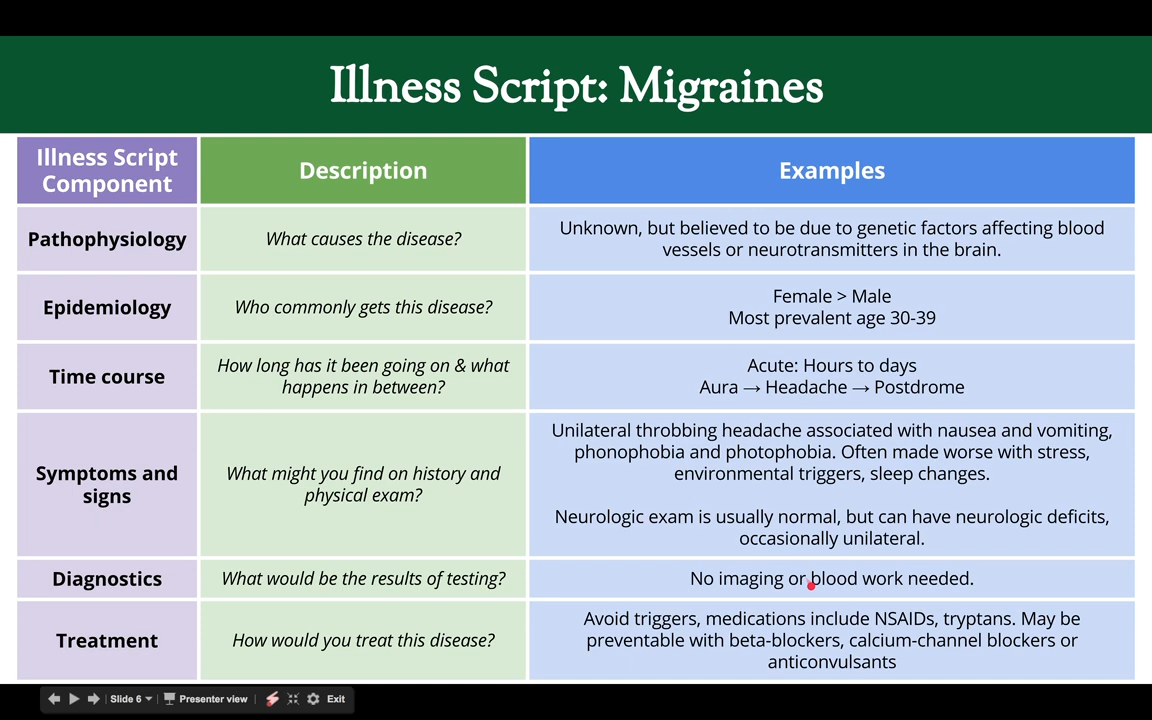 Illness Script: Migraines
Illness Script
Component
Description
Examples
Pathophysiology
What causes the disease?
Unknown, but believed to be due to genetic factors affecting blood
vessels or neurotransmitters in the brain.
Epidemiology
Who commonly gets this disease?
Female > Male
Most prevalent age 30-39
Time course
How long has it been going on & what
happens in between?
Acute: Hours to days
Aura → Headache → Postdrome
Symptoms and
signs
What might you find on history and
physical exam?
Unilateral throbbing headache associated with nausea and vomiting,
phonophobia and photophobia. Often made worse with stress,
environmental triggers, sleep changes.
Neurologic exam is usually normal, but can have neurologic deficits,
occasionally unilateral.
Diagnostics
What would be the results of testing?
No imaging or blood work needed.
Treatment
How would you treat this disease?
Avoid triggers, medications include NSAIDs, tryptans. May be
preventable with beta-blockers, calcium-channel blockers or
anticonvulsants
Slide 6 Presenter view Exit